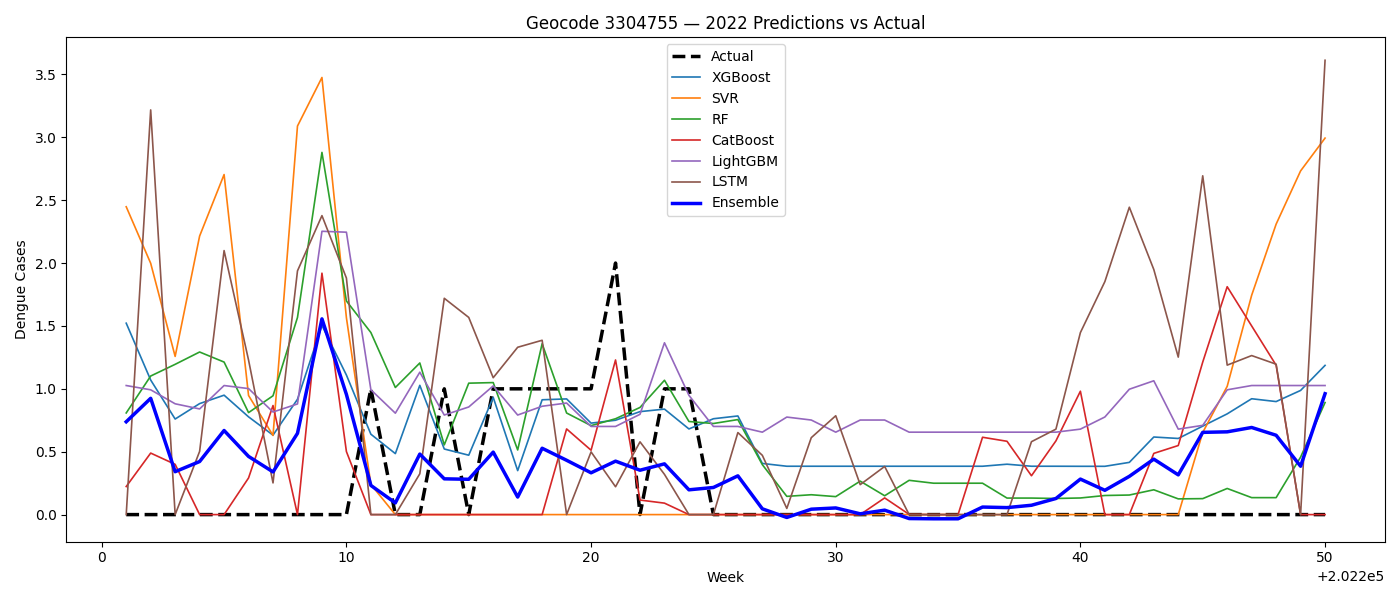 Geocode 3304755 — 2022 Predictions vs Actual
Dengue Cases
3.5
3.0
2.5
2.0
1.5
1.0
0.5
0.0
Actual
XGBoost
SVR
RF
CatBoost
LightGBM
LSTM
Ensemble
0
10
20
30
40
50
Week
+2.022e5